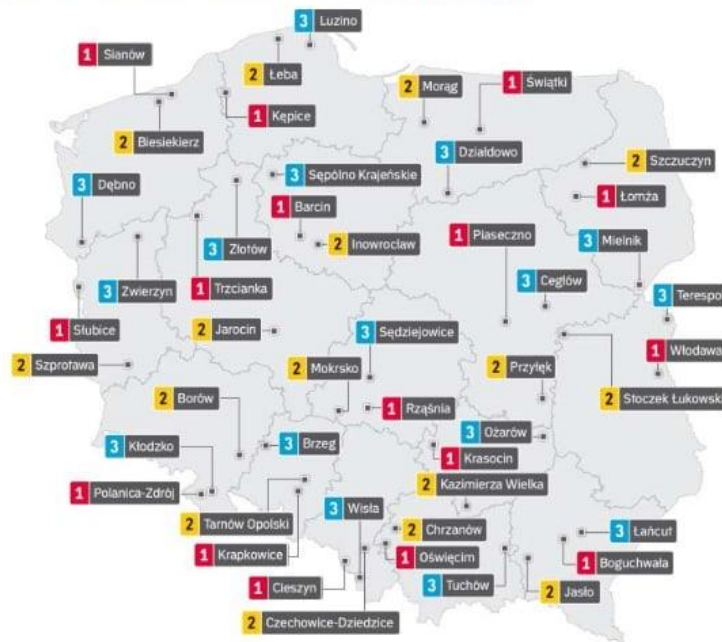 3 Luzino
1 Sianów
2 Łeba
2 Morąg
1 Świątki
1 Kępice
2 Biesiekierz
3 Działdowo
2 Szczuczyn
3 Sępólno Krajeńskie
3 Dębno
1 Łomża
1 Barcin
1 Piaseczno
3 Mielnik
3 Złotów
2 Inowrocław
3 Cegłów
3 Zwierzyn
1 Trzcianka
3 Terespol
1 Słubice
2 Jarocin
3 Sędziejowice
1 Włodawa
2 Szprotawa
2 Mokrsko
2 Przyłęk
2 Borów
1 Rząśnia
2 Stoczek Łukowski
3 Kłodzko
3 Brzeg
3 Ożarów
1 Krasocin
1 Polanica-Zdrój
2 Kazimierza Wielka
3 Wisła
2 Tarnów Opolski
2 Chrzanów
3 Łańcut
1 Krapkowice
1 Oświęcim
1 Boguchwała
1 Cieszyn
3 Tuchów
2 Jasło
2 Czechowice-Dziedzice